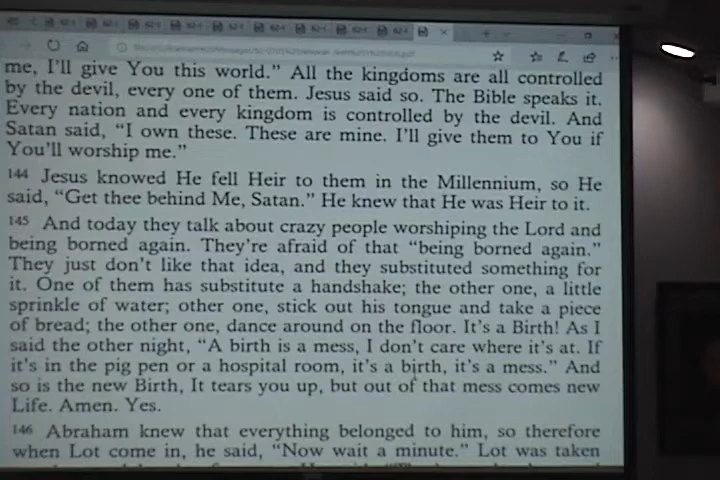 me, I'll give You this world.” All the kingdoms are all controlled
by the devil, every one of them. Jesus said so. The Bible speaks it.
Every nation and every kingdom is controlled by the devil. And
Satan said, “I own these. These are mine. I'll give them to You if
You'll worship me.”
144 Jesus knowed He fell Heir to them in the Millennium, so He
said, “Get thee behind Me, Satan.” He knew that He was Heir to it.
145 And today they talk about crazy people worshiping the Lord and
being borned again. They're afraid of that “being borned again.”
They just don't like that idea, and they substituted something for
it. One of them has substitute a handshake; the other one, a little
sprinkle of water; other one, stick out his tongue and take a piece
of bread; the other one, dance around on the floor. It's a Birth! As I
said the other night, “A birth is a mess, I don't care where it's at. If
it's in the pig pen or a hospital room, it's a birth, it's a mess.” And
so is the new Birth, It tears you up, but out of that mess comes new
Life. Amen. Yes.
146 Abraham knew that everything belonged to him, so therefore
when Lot come in, he said, “Now wait a minute.” Lot was taken